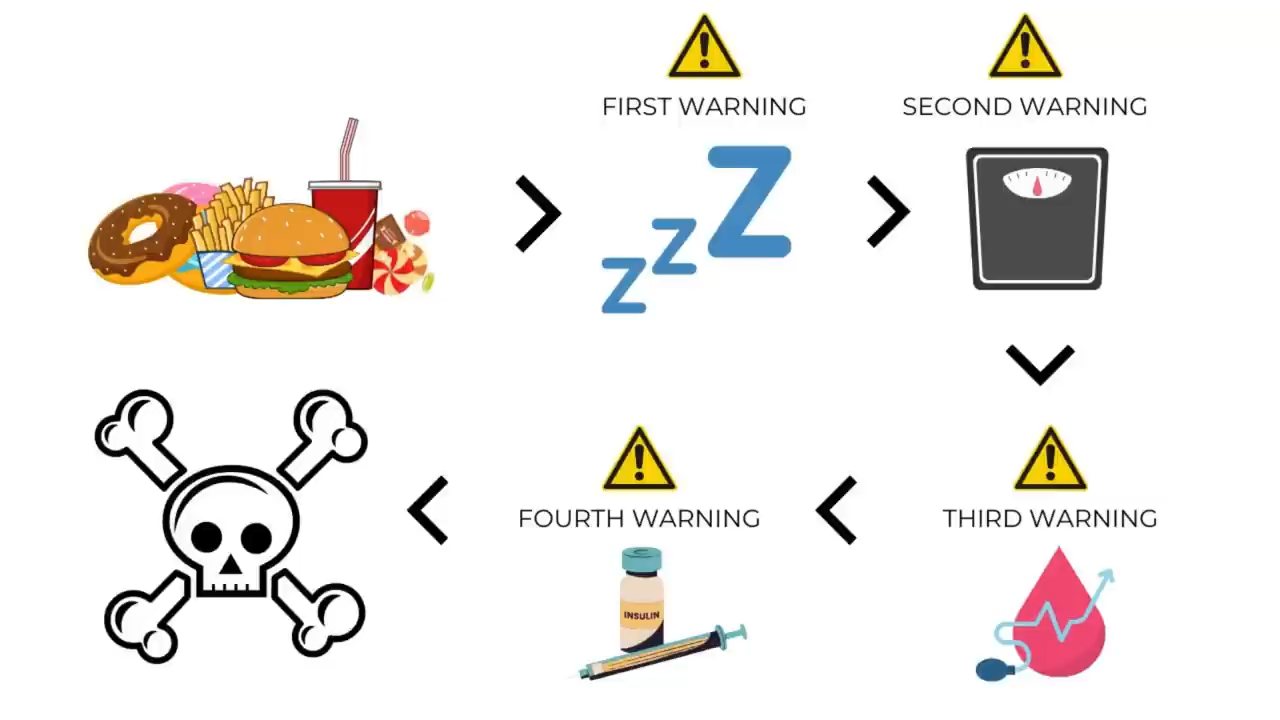 FIRST WARNING
SECOND WARNING
Z
Z
Z
FOURTH WARNING
THIRD WARNING
INSULIN